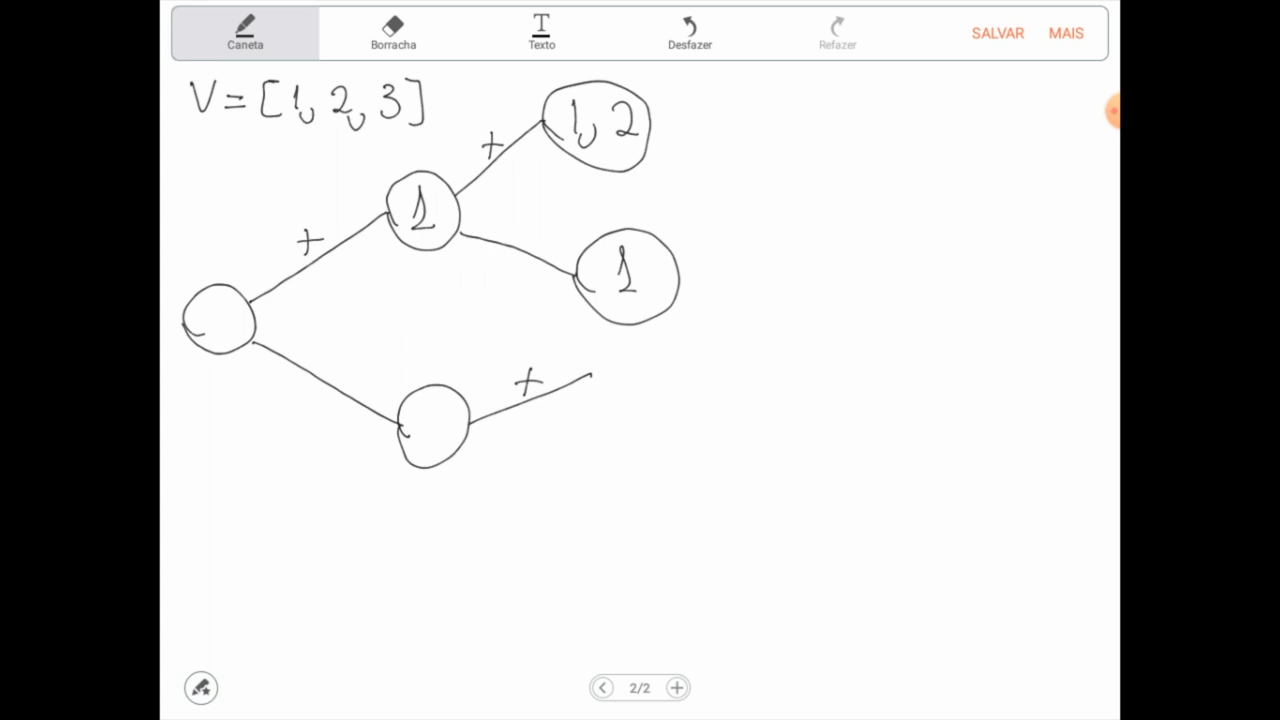 Caneta Borracha Texto Desfazer Refazer SALVAR MAIS
V = [1, 2, 3]
+ 1, 2
+ 1
1
+
2/2